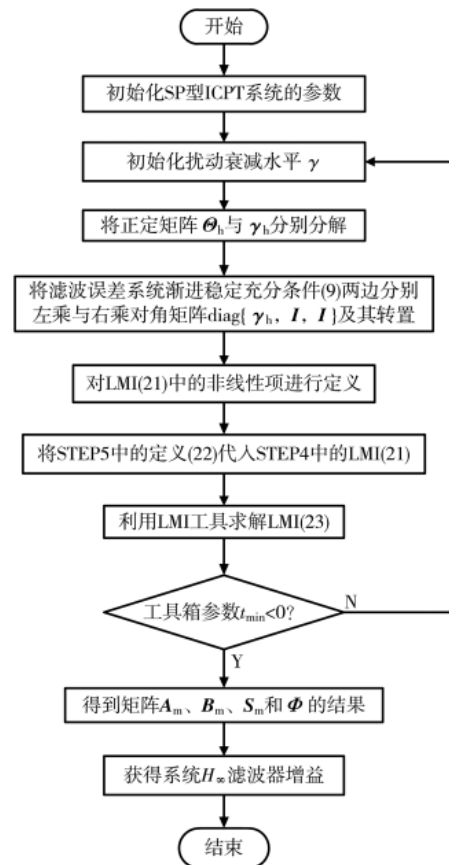 开始
初始化SP型ICPT系统的参数
初始化扰动衰减水平 γ
将正定矩阵 Θh与 γh分别分解
将滤波误差系统渐进稳定充分条件(9)两边分别
左乘与右乘对角矩阵diag{ γh, I, I}及其转置
对LMI(21)中的非线性项进行定义
将STEP5中的定义(22)代入STEP4中的LMI(21)
利用LMI工具求解LMI(23)
工具箱参数tmin<0?
N
Y
得到矩阵Am、Bm、Sm和 Φ 的结果
获得系统H∞滤波器增益
结束